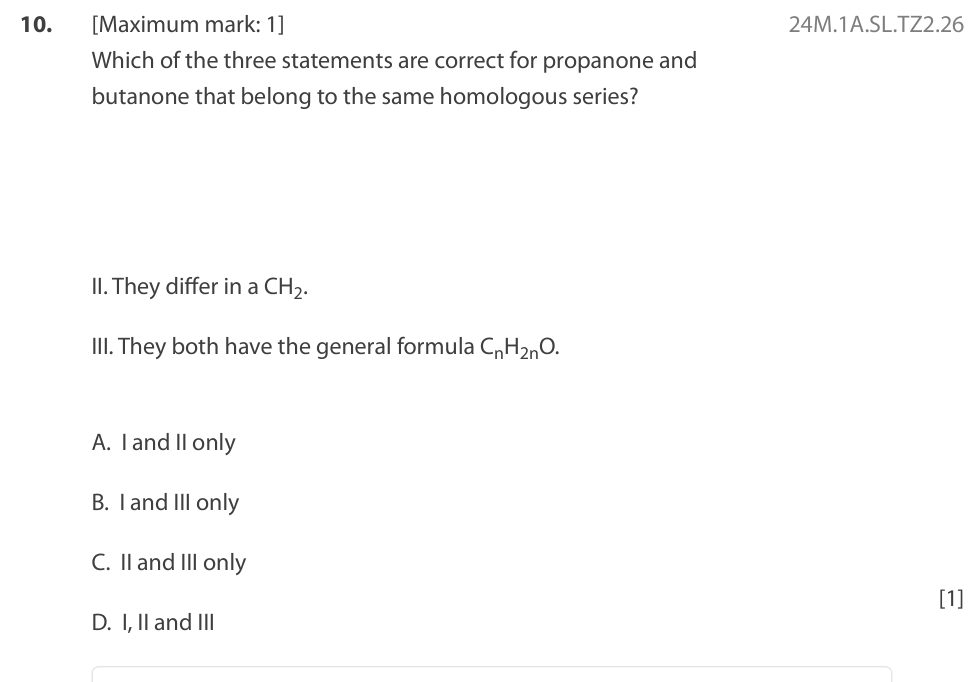 10. [Maximum mark: 1] 24M.1A.SL.TZ2.26
Which of the three statements are correct for propanone and
butanone that belong to the same homologous series?
II. They differ in a CH₂.
III. They both have the general formula CₙH₂ₙO.
A. I and II only
B. I and III only
C. II and III only
[1]
D. I, II and III